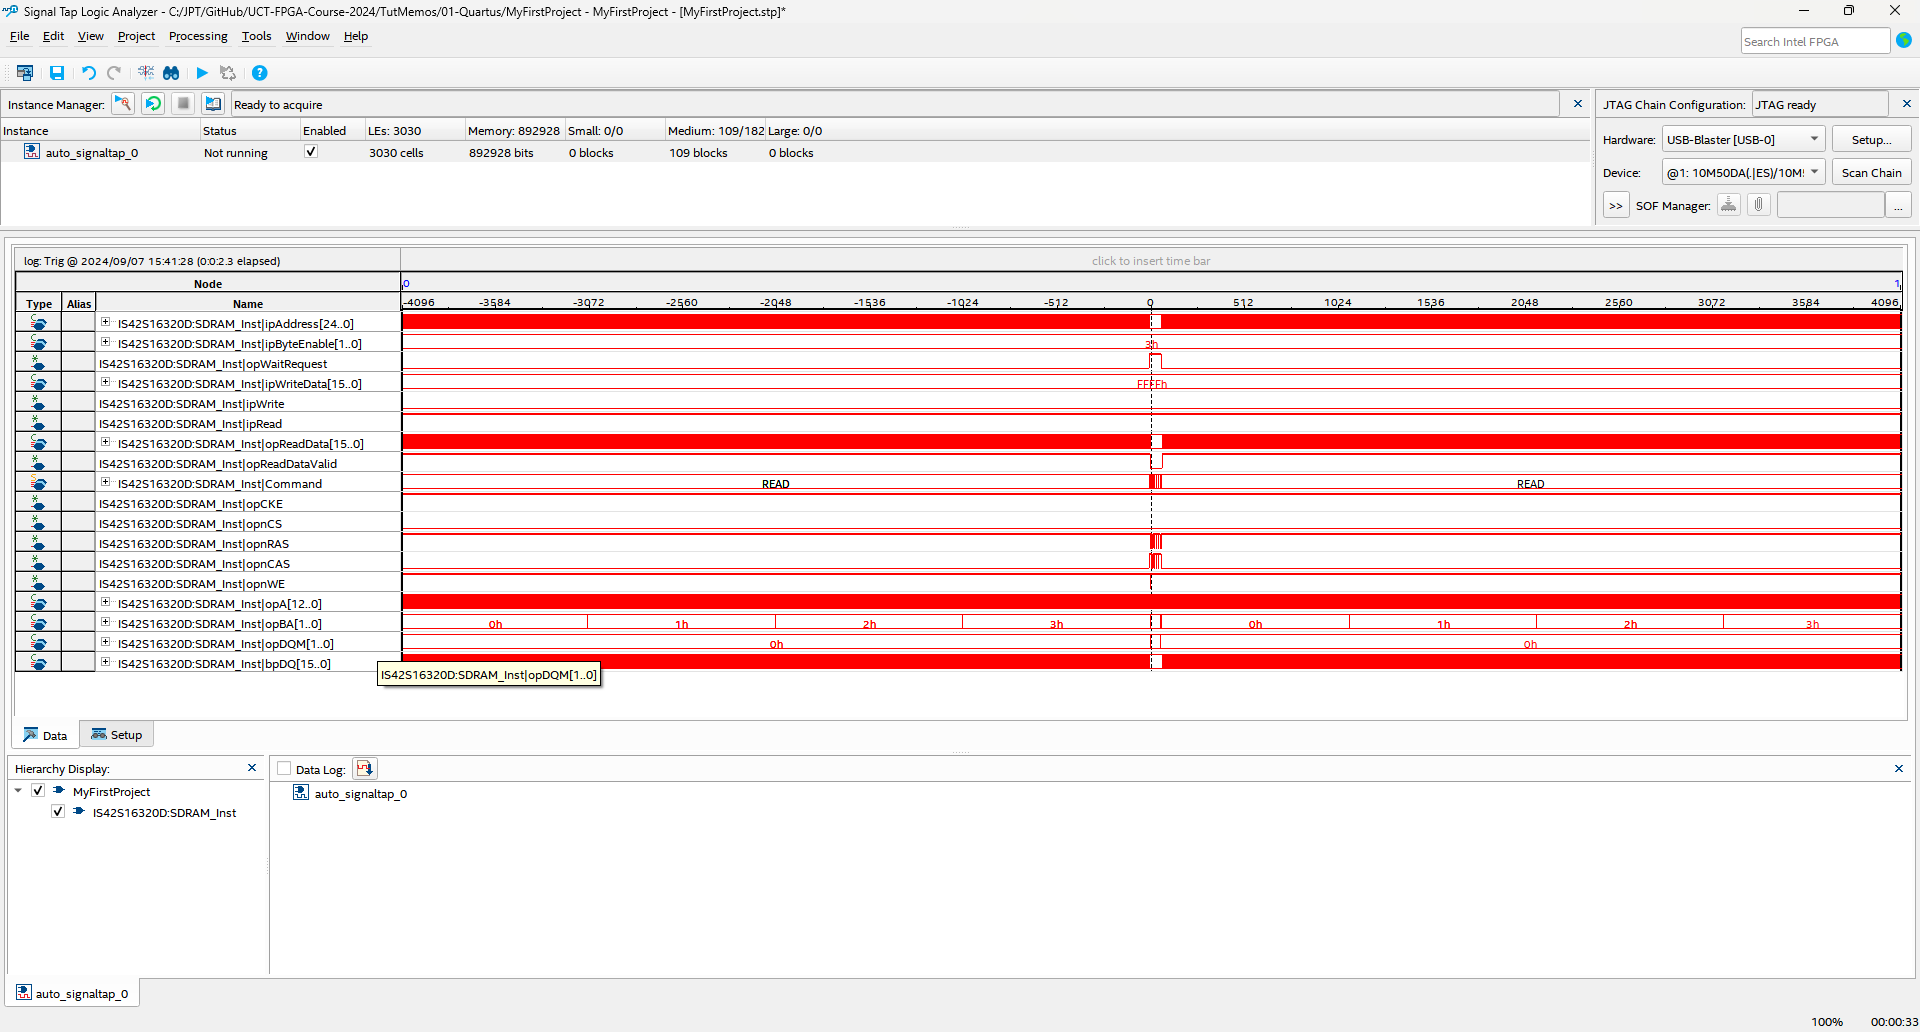 Signal Tap Logic Analyzer - C:/JPT/GitHub/UCT-FPGA-Course-2024/TutMemos/01-Quartus/MyFirstProject - MyFirstProject - [MyFirstProject.stp]*
File Edit View Project Processing Tools Window Help
Search Intel FPGA
Instance Manager: Ready to acquire
Instance Status Enabled LEs: 3030 Memory: 892928 Small: 0/0 Medium: 109/182 Large: 0/0
auto_signaltap_0 Not running 3030 cells 892928 bits 0 blocks 109 blocks 0 blocks
JTAG Chain Configuration: JTAG ready
Hardware: USB-Blaster [USB-0] Setup...
Device: @1: 10M50DA(.|ES)/10M! Scan Chain
>> SOF Manager: ...
log: Trig @ 2024/09/07 15:41:28 (0:0:2.3 elapsed) click to insert time bar
Node 0 1
Type Alias Name -4096 -3584 -3072 -2560 -2048 -1536 -1024 -512 0 512 1024 1536 2048 2560 3072 3584 4096
IS42S16320D:SDRAM_Inst|ipAddress[24..0]
IS42S16320D:SDRAM_Inst|ipByteEnable[1..0] 3h
IS42S16320D:SDRAM_Inst|opWaitRequest
IS42S16320D:SDRAM_Inst|ipWriteData[15..0] FFFFh
IS42S16320D:SDRAM_Inst|ipWrite
IS42S16320D:SDRAM_Inst|ipRead
IS42S16320D:SDRAM_Inst|opReadData[15..0]
IS42S16320D:SDRAM_Inst|opReadDataValid
IS42S16320D:SDRAM_Inst|Command READ READ
IS42S16320D:SDRAM_Inst|opCKE
IS42S16320D:SDRAM_Inst|opnCS
IS42S16320D:SDRAM_Inst|opnRAS
IS42S16320D:SDRAM_Inst|opnCAS
IS42S16320D:SDRAM_Inst|opnWE
IS42S16320D:SDRAM_Inst|opA[12..0]
IS42S16320D:SDRAM_Inst|opBA[1..0] 0h 1h 2h 3h 0h 1h 2h 3h
IS42S16320D:SDRAM_Inst|opDQM[1..0] 0h 0h
IS42S16320D:SDRAM_Inst|bpDQ[15..0]
IS42S16320D:SDRAM_Inst|opDQM[1..0]
Data Setup
Hierarchy Display:
MyFirstProject
IS42S16320D:SDRAM_Inst
Data Log:
auto_signaltap_0
auto_signaltap_0
100% 00:00:33